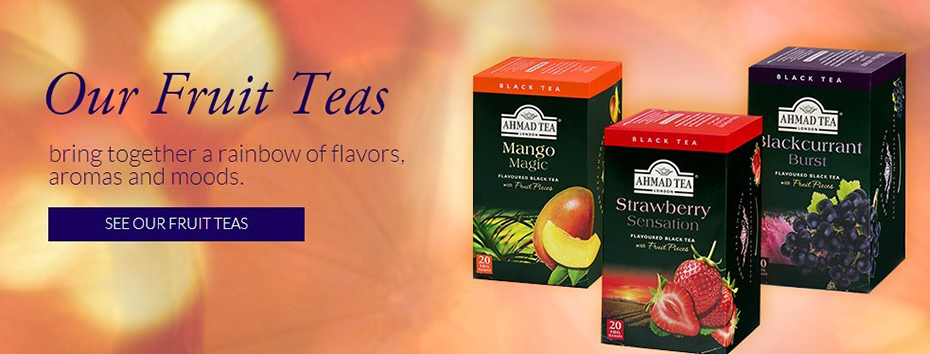 Our Fruit Teas
bring together a rainbow of flavors,
aromas and moods.
SEE OUR FRUIT TEAS
BLACK TEA
AHMAD TEA
LONDON
Mango
Magic
FLAVOURED BLACK TEA
with Fruit Pieces
20
FOIL
BLACK TEA
AHMAD TEA
LONDON
Strawberry
Sensation
FLAVOURED BLACK TEA
with Fruit Pieces
20
FOIL
BLACK TEA
AHMAD TEA
LONDON
Blackcurrant
Burst
FLAVOURED BLACK TEA
with Fruit Pieces